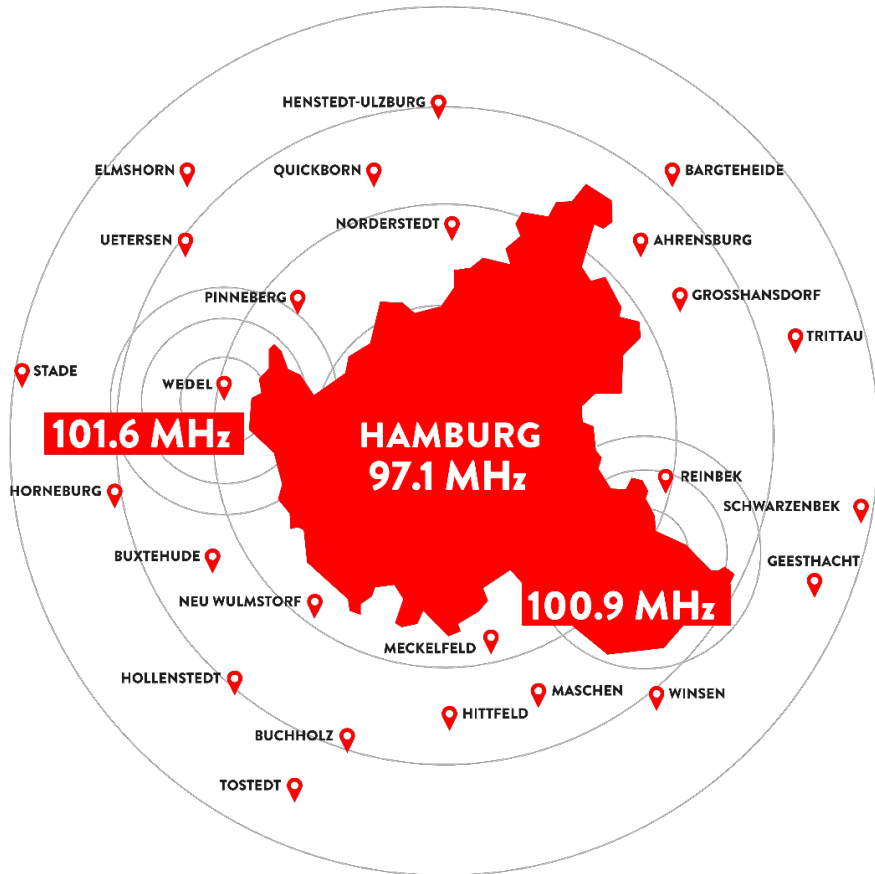 HENSTEDT-ULZBURG
ELMSHORN
QUICKBORN
BARGTEHEIDE
NORDERSTEDT
UETERSEN
AHRENSBURG
PINNEBERG
GROSSHANSDORF
TRITTAU
STADE
WEDEL
101.6 MHz
HAMBURG
97.1 MHz
REINBEK
HORNEBURG
SCHWARZENBEK
BUXTEHUDE
GEESTHACHT
NEU WULMSTORF
100.9 MHz
MECKELFELD
HOLLENSTEDT
MASCHEN
WINSEN
HITTFELD
BUCHHOLZ
TOSTEDT